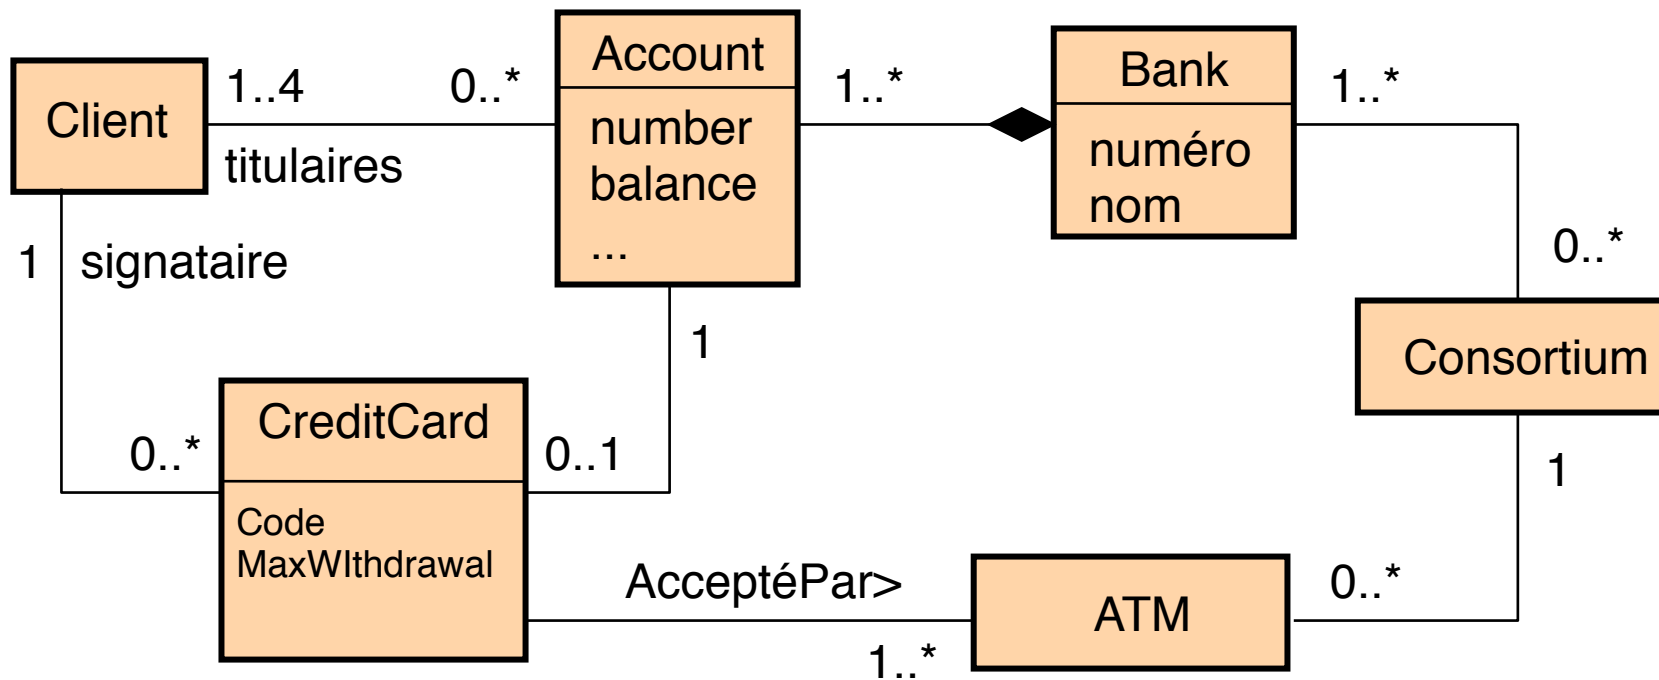 Client
1..4
titulaires
0..*
Account
number
balance
...
1..*
Bank
numéro
nom
1..*
0..*
Consortium
1
signataire
1
0..*
CreditCard
Code
MaxWIthdrawal
0..1
1
AcceptéPar>
1..*
ATM
0..*